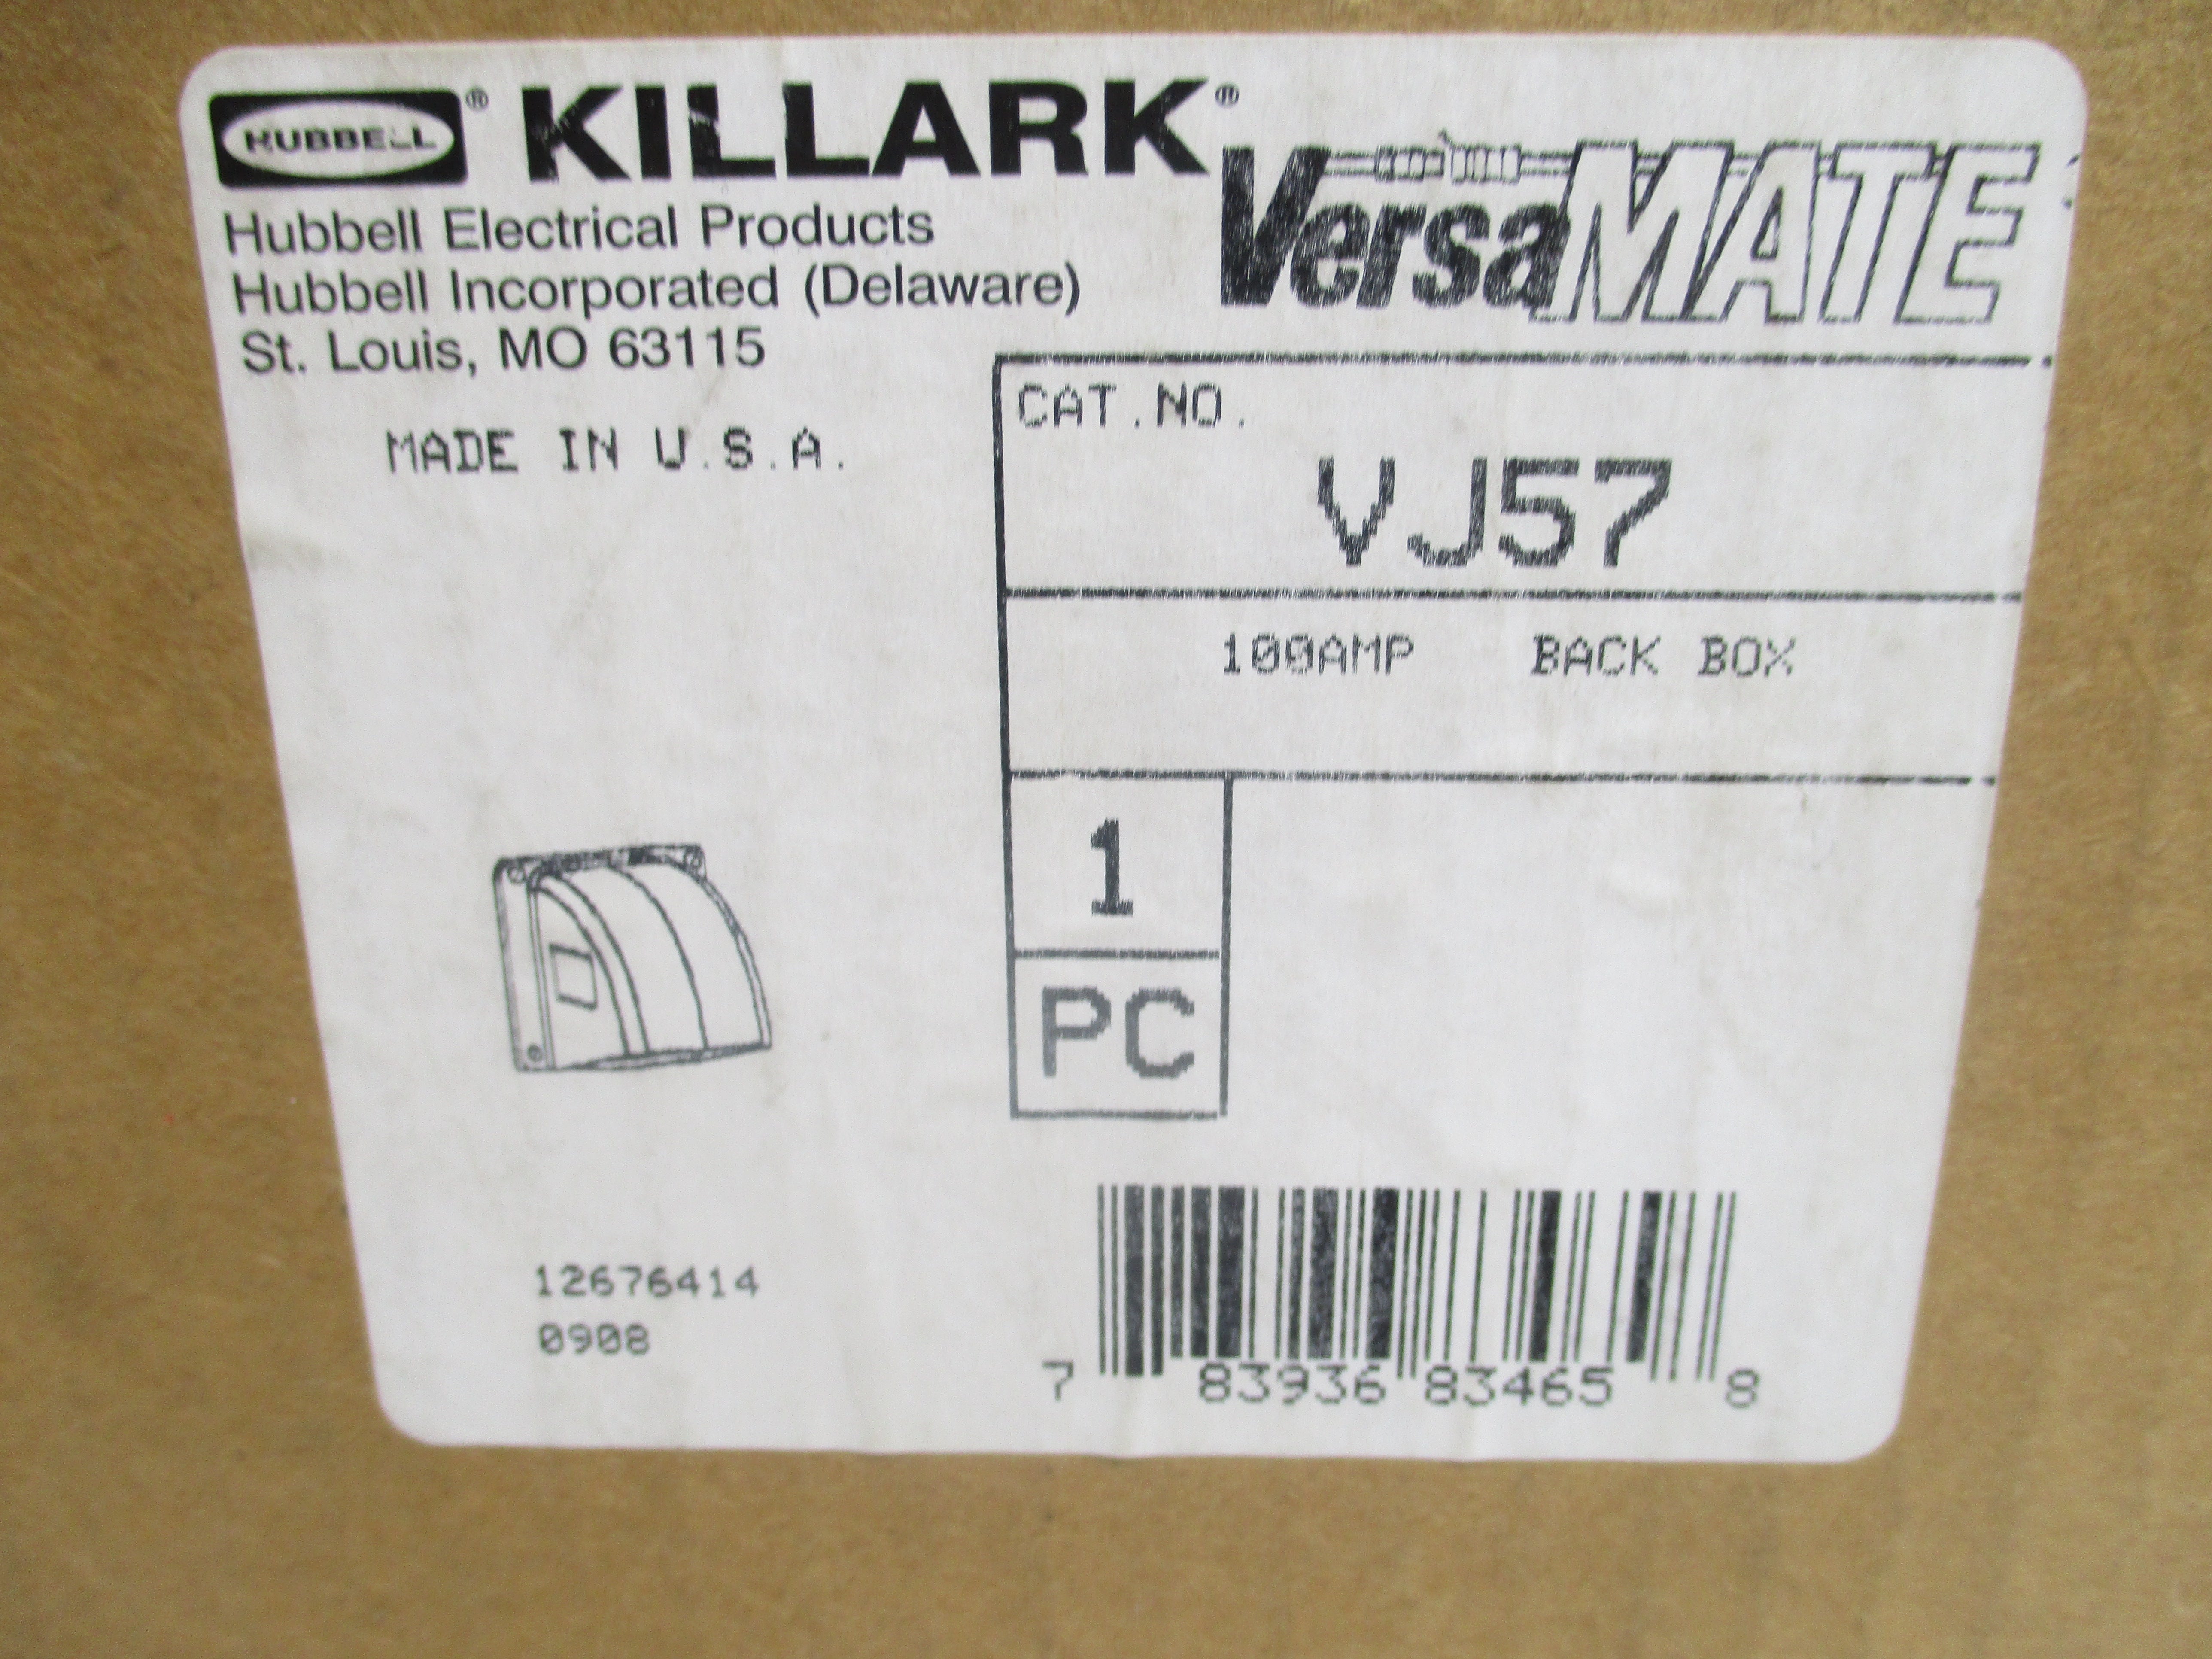 HUBBELL ® KILLARK®
Hubbell Electrical Products
Hubbell Incorporated (Delaware)
St. Louis, MO 63115
MADE IN U.S.A.
VersaMATE
CAT.NO.
VJ57
100AMP BACK BOX
1
PC
12676414
0908
7 83936 83465 8